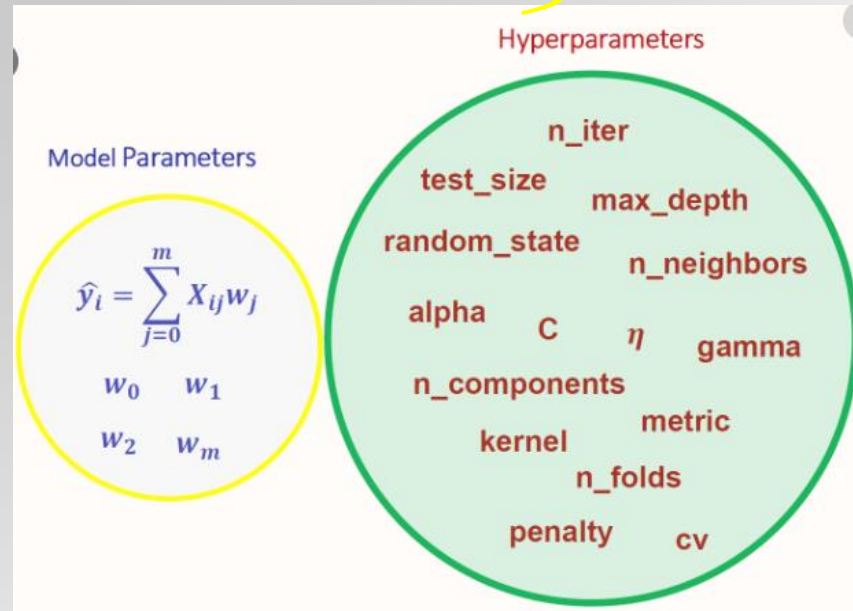 Hyperparameters
Model Parameters
n_iter
test_size
max_depth
random_state
n_neighbors
ŷᵢ = ∑_{j=0}^{m} Xᵢⱼwⱼ
alpha
C
η
gamma
w₀ w₁
n_components
metric
w₂ wₘ
kernel
n_folds
penalty
cv